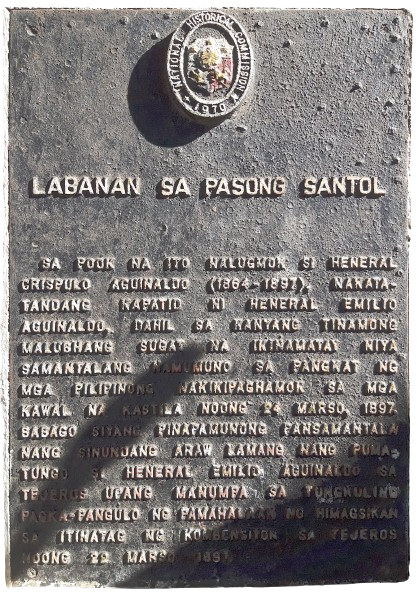 NATIONAL HISTORICAL COMMISSION
1970
LABANAN SA PASONG SANTOL
SA POOK NA ITO NALUGMOK SI HENERAL
CRISPULO AGUINALDO (1864-1897), NAKATA-
TANDANG KAPATID NI HENERAL EMILIO
AGUINALDO, DAHIL SA KANYANG TINAMONG
MALUBHANG SUGAT NA IKINAMATAY NIYA
SAMANTALANG NAMUMUNO SA PANGKAT NG
MGA PILIPINONG NAKIKIPAGHAMOK SA MGA
KAWAL NA KASTILA NOONG 24 MARSO, 1897.
BABAGO SIYANG PINAPAMUNONG PANSAMANTALA
NANG SINUNDANG ARAW LAMANG NANG PUMA-
TUNGO SI HENERAL EMILIO AGUINALDO SA
TEJEROS UPANG MANUMPA SA TUNGKULING
PAGKA-PANGULO NG PAMAHALAAN NG HIMAGSIKAN
SA ITINATAG NG KOMBENSIYON SA TEJEROS
NOONG 22 MARSO 1897.